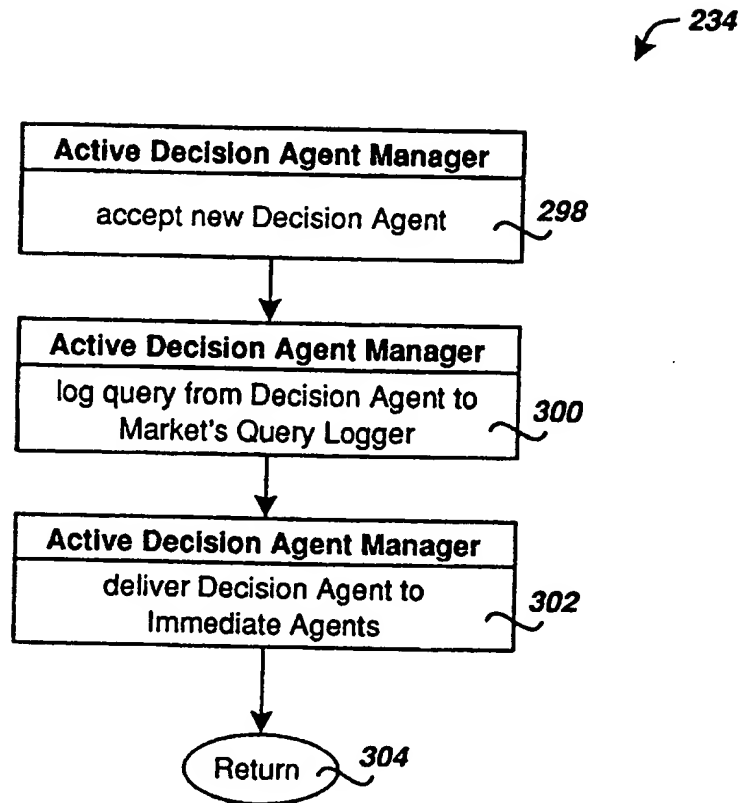 234
Active Decision Agent Manager
accept new Decision Agent
298
Active Decision Agent Manager
log query from Decision Agent to
Market's Query Logger
300
Active Decision Agent Manager
deliver Decision Agent to
Immediate Agents
302
Return
304